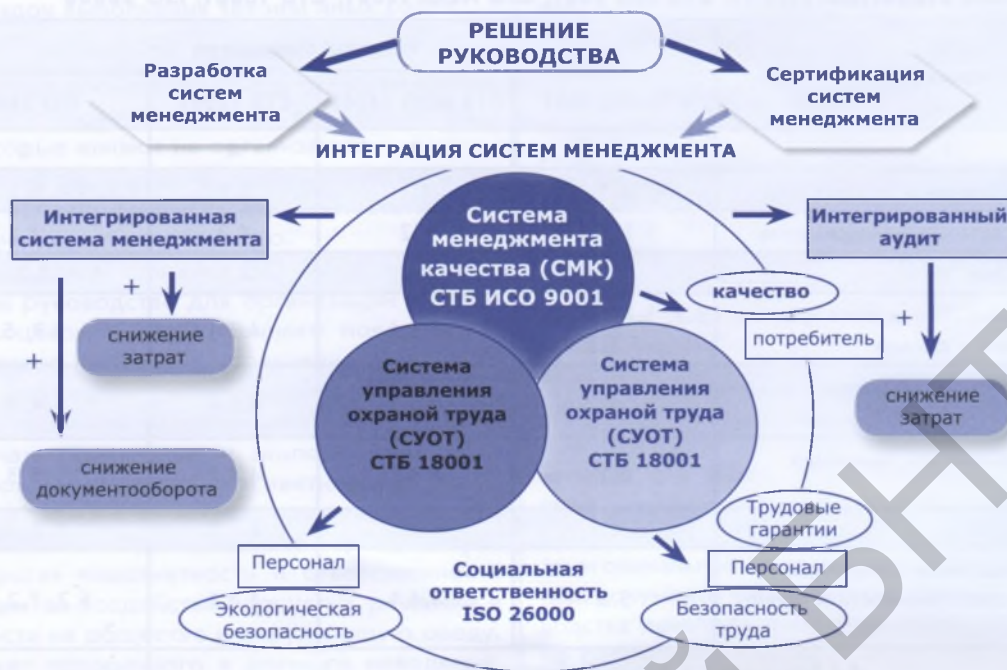 РЕШЕНИЕ
РУКОВОДСТВА
Разработка
систем
менеджмента
Сертификация
систем
менеджмента
ИНТЕГРАЦИЯ СИСТЕМ МЕНЕДЖМЕНТА
Интегрированная
система менеджмента
Система
менеджмента
качества (СМК)
СТБ ИСО 9001
Интегрированный
аудит
качество
потребитель
+
снижение
затрат
+
снижение
документооборота
+
снижение
затрат
Система
управления
охраной труда
(СУОТ)
СТБ 18001
Система
управления
охраной труда
(СУОТ)
СТБ 18001
Трудовые
гарантии
Персонал
Экологическая
безопасность
Социальная
ответственность
ISO 26000
Персонал
Безопасность
труда
БНТ